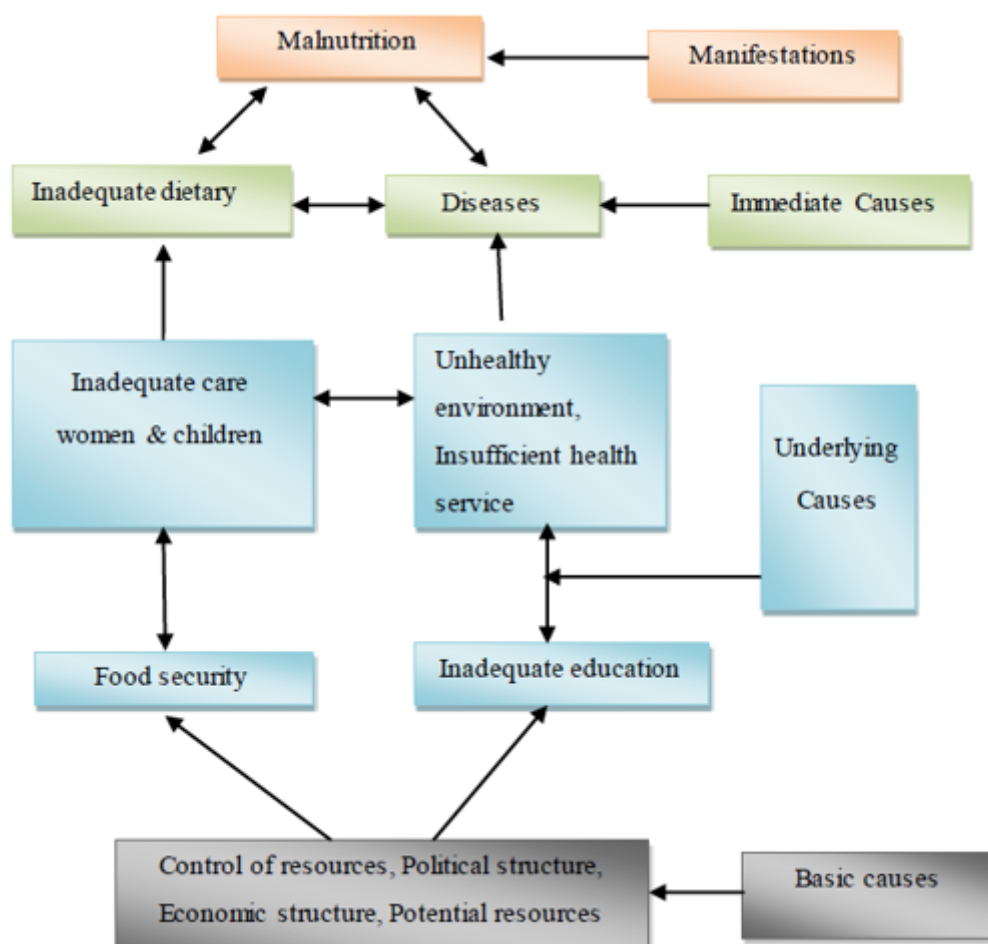 Malnutrition
Manifestations
Inadequate dietary
Diseases
Immediate Causes
Inadequate care
women & children
Unhealthy
environment,
Insufficient health
service
Underlying
Causes
Food security
Inadequate education
Control of resources, Political structure,
Economic structure, Potential resources
Basic causes